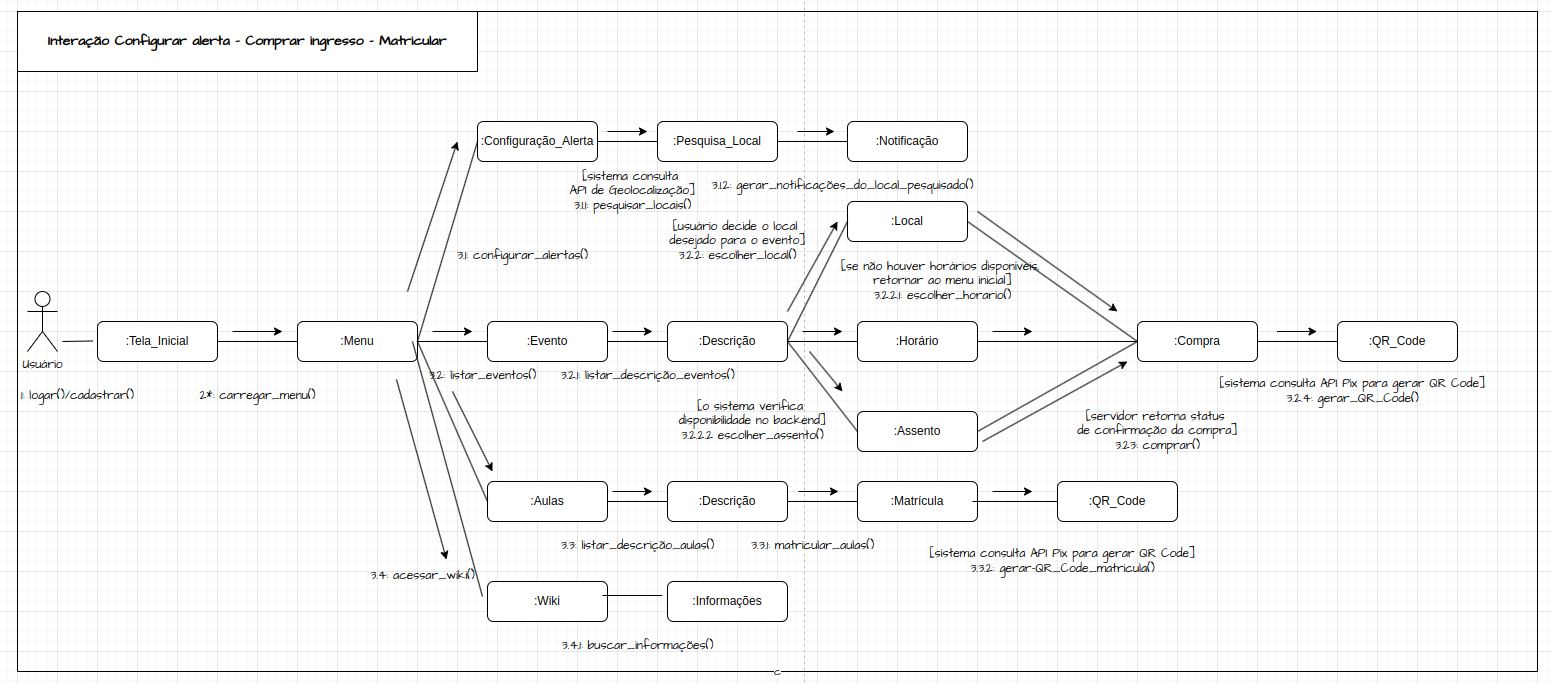 Interação Configurar alerta - Comprar ingresso - Matricular
:Configuração_Alerta
:Pesquisa_Local
:Notificação
[sistema consulta
API de Geolocalização]
3.1.1: pesquisar_locais()
3.1.2: gerar_notificações_do_local_pesquisado()
:Local
[usuário decide o local
desejado para o evento]
3.2.2: escolher_local()
3.1: configurar_alertas()
[se não houver horários disponíveis,
retornar ao menu inicial]
3.2.2.1: escolher_horario()
Usuário
:Tela_Inicial
:Menu
:Evento
:Descrição
:Horário
:Compra
:QR_Code
1: logar()/cadastrar()
2*: carregar_menu()
3.2: listar_eventos()
3.2.1: listar_descrição_eventos()
[sistema consulta API Pix para gerar QR Code]
3.2.4: gerar_QR_Code()
[o sistema verifica
disponibilidade no backend]
3.2.2.2 escolher_assento()
:Assento
[servidor retorna status
de confirmação da compra]
3.2.3: comprar()
:Aulas
:Descrição
:Matrícula
:QR_Code
3.3: listar_descrição_aulas()
3.3.1: matricular_aulas()
[sistema consulta API Pix para gerar QR Code]
3.3.2: gerar-QR_Code_matricula()
3.4: acessar_wiki()
:Wiki
:Informações
3.4.1: buscar_informações()
c